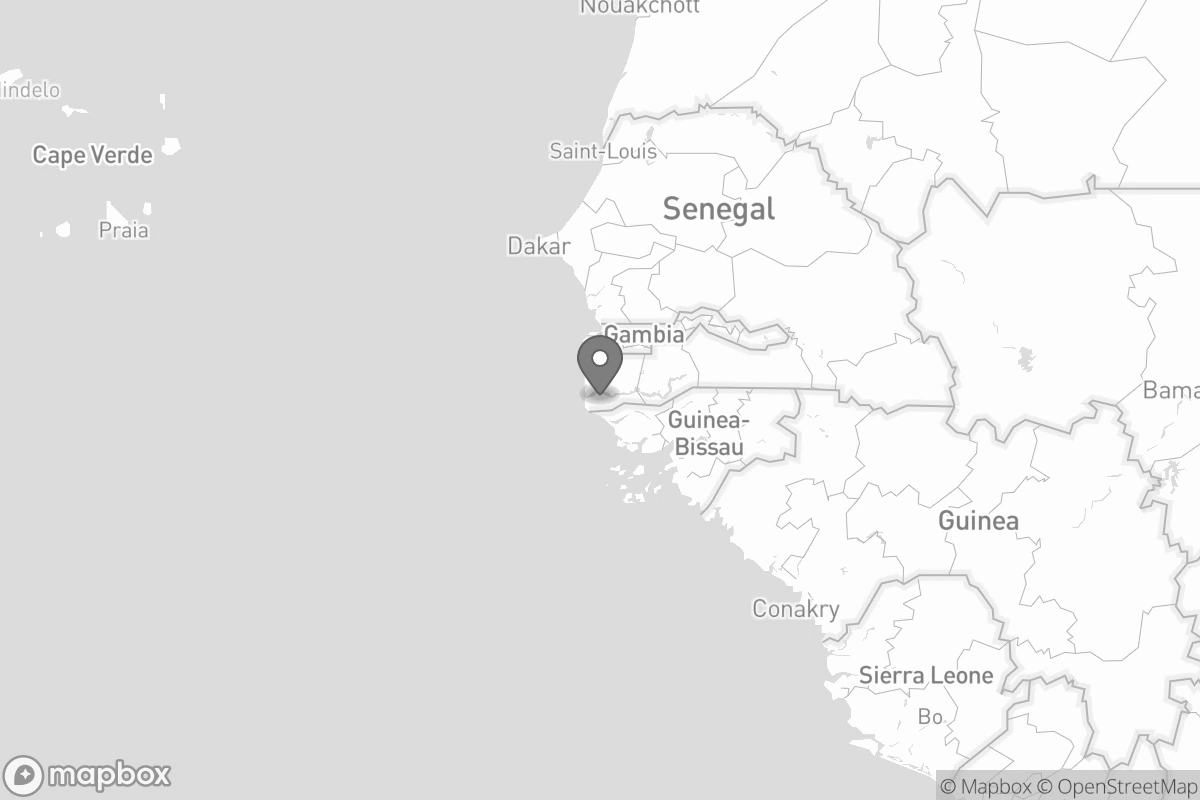 Nouakchott
indelo
Saint-Louis
Cape Verde
Senegal
Praia
Dakar
Gambia
Bama
Guinea-
Bissau
Guinea
Conakry
Sierra Leone
Bo
mapbox
© Mapbox © OpenStreetMap